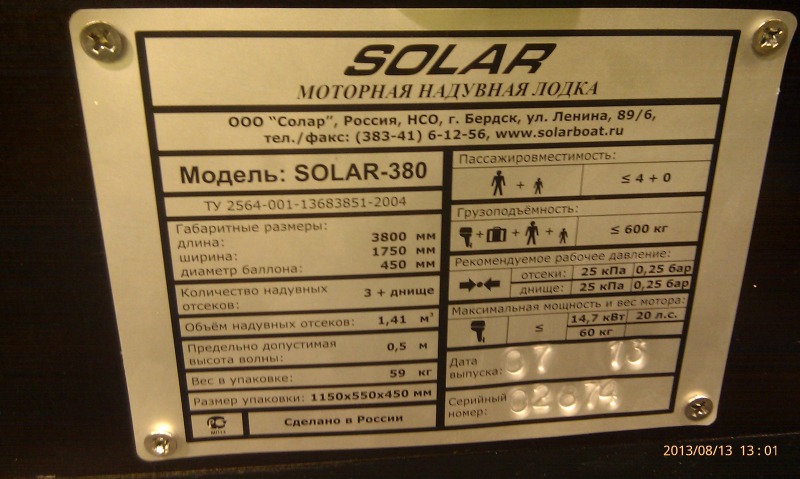 SOLAR
МОТОРНАЯ НАДУВНАЯ ЛОДКА
ООО "Солар", Россия, НСО, г. Бердск, ул. Ленина, 89/6,
тел./факс: (383-41) 6-12-56, www.solarboat.ru
Модель: SOLAR-380
ТУ 2564-001-13683851-2004
Габаритные размеры:
длина: 3800 мм
ширина: 1750 мм
диаметр баллона: 450 мм
Количество надувных
отсеков: 3 + днище
Объём надувных отсеков: 1,41 м³
Предельно допустимая
высота волны: 0,5 м
Вес в упаковке: 59 кг
Размер упаковки: 1150х550х450 мм
Сделано в России
Пассажировместимость:
+ ≤ 4 + 0
Грузоподъёмность:
+ + + ≤ 600 кг
Рекомендуемое рабочее давление:
отсеки: 25 кПа 0,25 бар
днище: 25 кПа 0,25 бар
Максимальная мощность и вес мотора:
≤ 14,7 кВт 20 л.с.
60 кг
Дата
выпуска: 07 13
Серийный
номер: 02674
2013/08/13 13:01